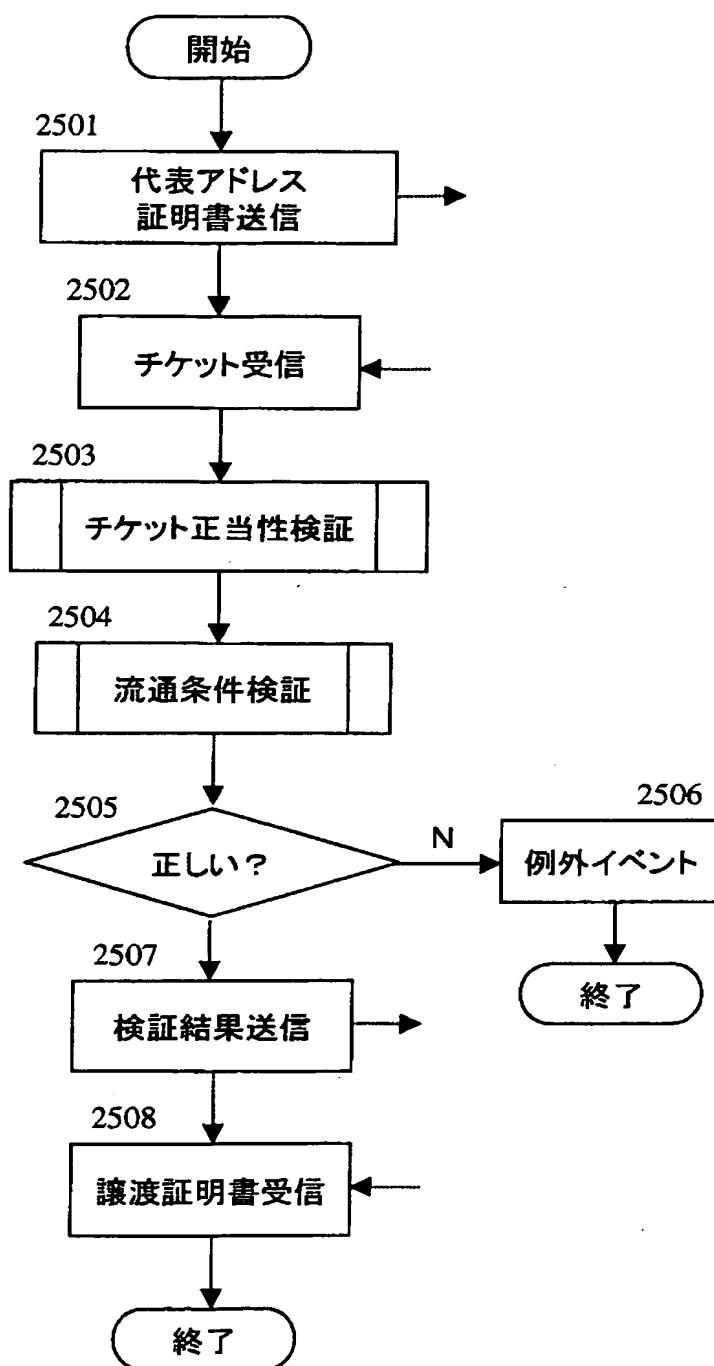 開始
2501
代表アドレス
証明書送信
2502
チケット受信
2503
チケット正当性検証
2504
流通条件検証
2505
正しい？
N
2506
例外イベント
終了
2507
検証結果送信
2508
譲渡証明書受信
終了